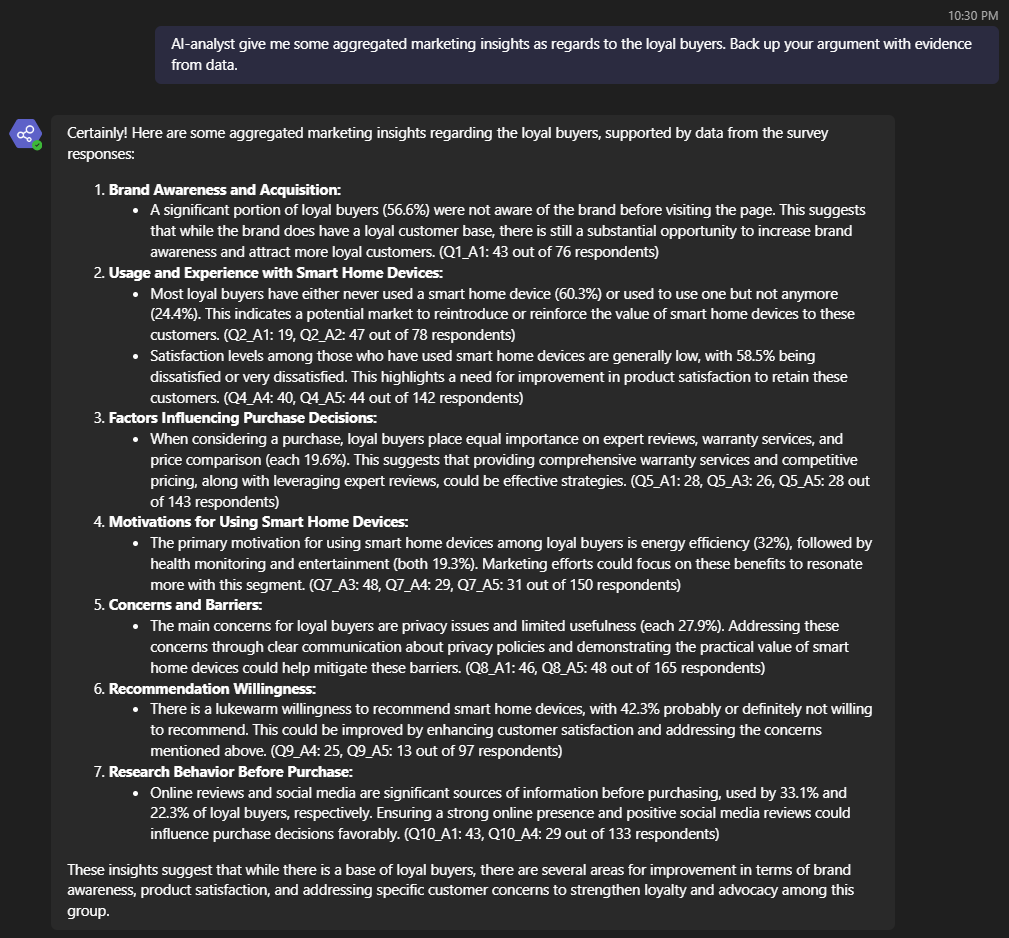 10:30 PM
AI-analyst give me some aggregated marketing insights as regards to the loyal buyers. Back up your argument with evidence
from data.
Certainly! Here are some aggregated marketing insights regarding the loyal buyers, supported by data from the survey
responses:
1. Brand Awareness and Acquisition:
• A significant portion of loyal buyers (56.6%) were not aware of the brand before visiting the page. This suggests
that while the brand does have a loyal customer base, there is still a substantial opportunity to increase brand
awareness and attract more loyal customers. (Q1_A1: 43 out of 76 respondents)
2. Usage and Experience with Smart Home Devices:
• Most loyal buyers have either never used a smart home device (60.3%) or used to use one but not anymore
(24.4%). This indicates a potential market to reintroduce or reinforce the value of smart home devices to these
customers. (Q2_A1: 19, Q2_A2: 47 out of 78 respondents)
• Satisfaction levels among those who have used smart home devices are generally low, with 58.5% being
dissatisfied or very dissatisfied. This highlights a need for improvement in product satisfaction to retain these
customers. (Q4_A4: 40, Q4_A5: 44 out of 142 respondents)
3. Factors Influencing Purchase Decisions:
• When considering a purchase, loyal buyers place equal importance on expert reviews, warranty services, and
price comparison (each 19.6%). This suggests that providing comprehensive warranty services and competitive
pricing, along with leveraging expert reviews, could be effective strategies. (Q5_A1: 28, Q5_A3: 26, Q5_A5: 28 out
of 143 respondents)
4. Motivations for Using Smart Home Devices:
• The primary motivation for using smart home devices among loyal buyers is energy efficiency (32%), followed by
health monitoring and entertainment (both 19.3%). Marketing efforts could focus on these benefits to resonate
more with this segment. (Q7_A3: 48, Q7_A4: 29, Q7_A5: 31 out of 150 respondents)
5. Concerns and Barriers:
• The main concerns for loyal buyers are privacy issues and limited usefulness (each 27.9%). Addressing these
concerns through clear communication about privacy policies and demonstrating the practical value of smart
home devices could help mitigate these barriers. (Q8_A1: 46, Q8_A5: 48 out of 165 respondents)
6. Recommendation Willingness:
• There is a lukewarm willingness to recommend smart home devices, with 42.3% probably or definitely not willing
to recommend. This could be improved by enhancing customer satisfaction and addressing the concerns
mentioned above. (Q9_A4: 25, Q9_A5: 13 out of 97 respondents)
7. Research Behavior Before Purchase:
• Online reviews and social media are significant sources of information before purchasing, used by 33.1% and
22.3% of loyal buyers, respectively. Ensuring a strong online presence and positive social media reviews could
influence purchase decisions favorably. (Q10_A1: 43, Q10_A4: 29 out of 133 respondents)
These insights suggest that while there is a base of loyal buyers, there are several areas for improvement in terms of brand
awareness, product satisfaction, and addressing specific customer concerns to strengthen loyalty and advocacy among this
group.